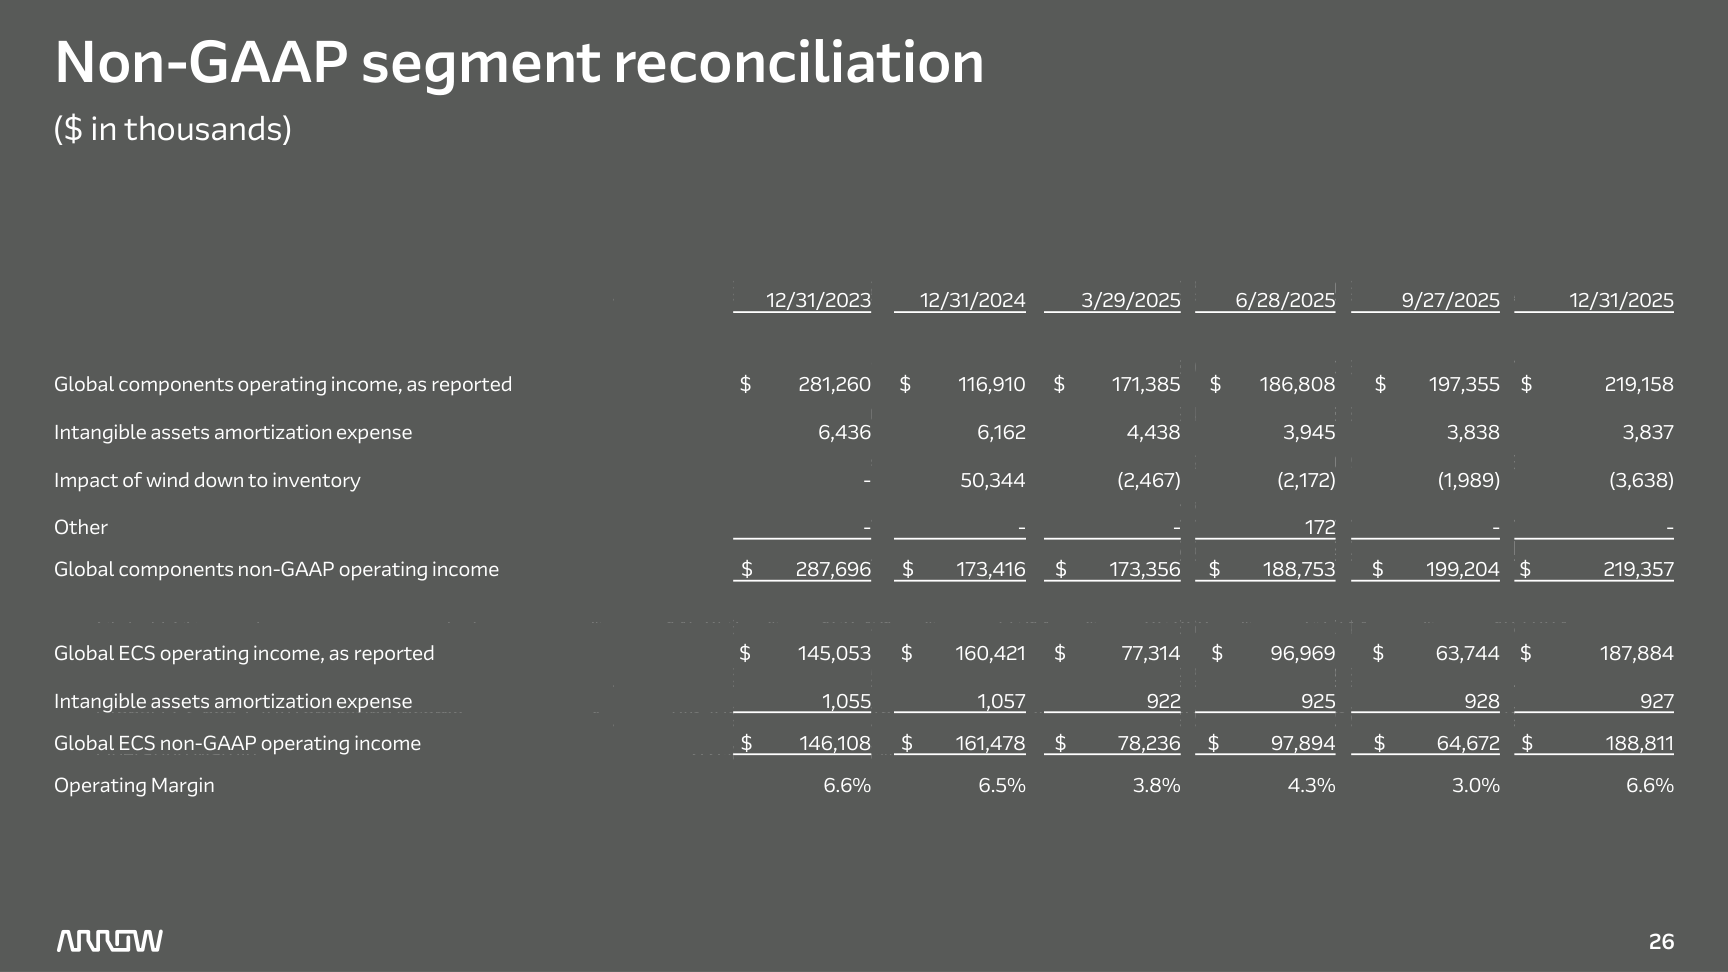 Non-GAAP segment reconciliation
($ in thousands)
12/31/2023 12/31/2024 3/29/2025 6/28/2025 9/27/2025 12/31/2025
Global components operating income, as reported $ 281,260 $ 116,910 $ 171,385 $ 186,808 $ 197,355 $ 219,158
Intangible assets amortization expense 6,436 6,162 4,438 3,945 3,838 3,837
Impact of wind down to inventory - 50,344 (2,467) (2,172) (1,989) (3,638)
Other - - - 172 - -
Global components non-GAAP operating income $ 287,696 $ 173,416 $ 173,356 $ 188,753 $ 199,204 $ 219,357
Global ECS operating income, as reported $ 145,053 $ 160,421 $ 77,314 $ 96,969 $ 63,744 $ 187,884
Intangible assets amortization expense 1,055 1,057 922 925 928 927
Global ECS non-GAAP operating income $ 146,108 $ 161,478 $ 78,236 $ 97,894 $ 64,672 $ 188,811
Operating Margin 6.6% 6.5% 3.8% 4.3% 3.0% 6.6%
ARROW 26